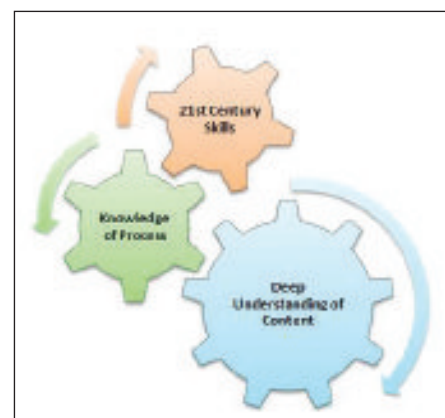 21st Century
Skills
Knowledge
of Process
Deep
Understanding of
Content